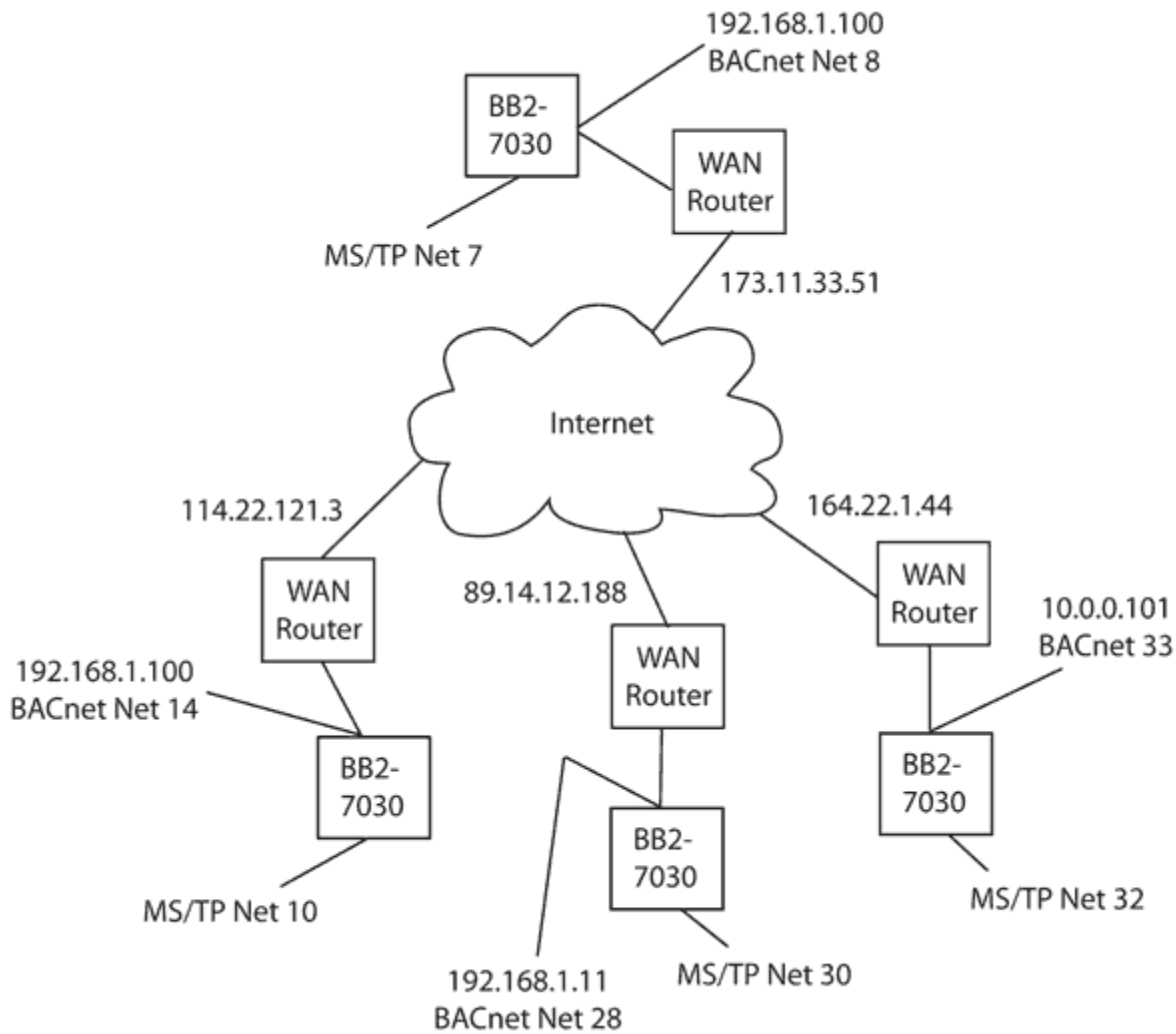 192.168.1.100
BACnet Net 8
BB2-
7030
WAN
Router
MS/TP Net 7
173.11.33.51
Internet
114.22.121.3
164.22.1.44
89.14.12.188
WAN
Router
WAN
Router
10.0.0.101
BACnet 33
192.168.1.100
BACnet Net 14
WAN
Router
BB2-
7030
BB2-
7030
BB2-
7030
MS/TP Net 10
MS/TP Net 32
192.168.1.11
BACnet Net 28
MS/TP Net 30